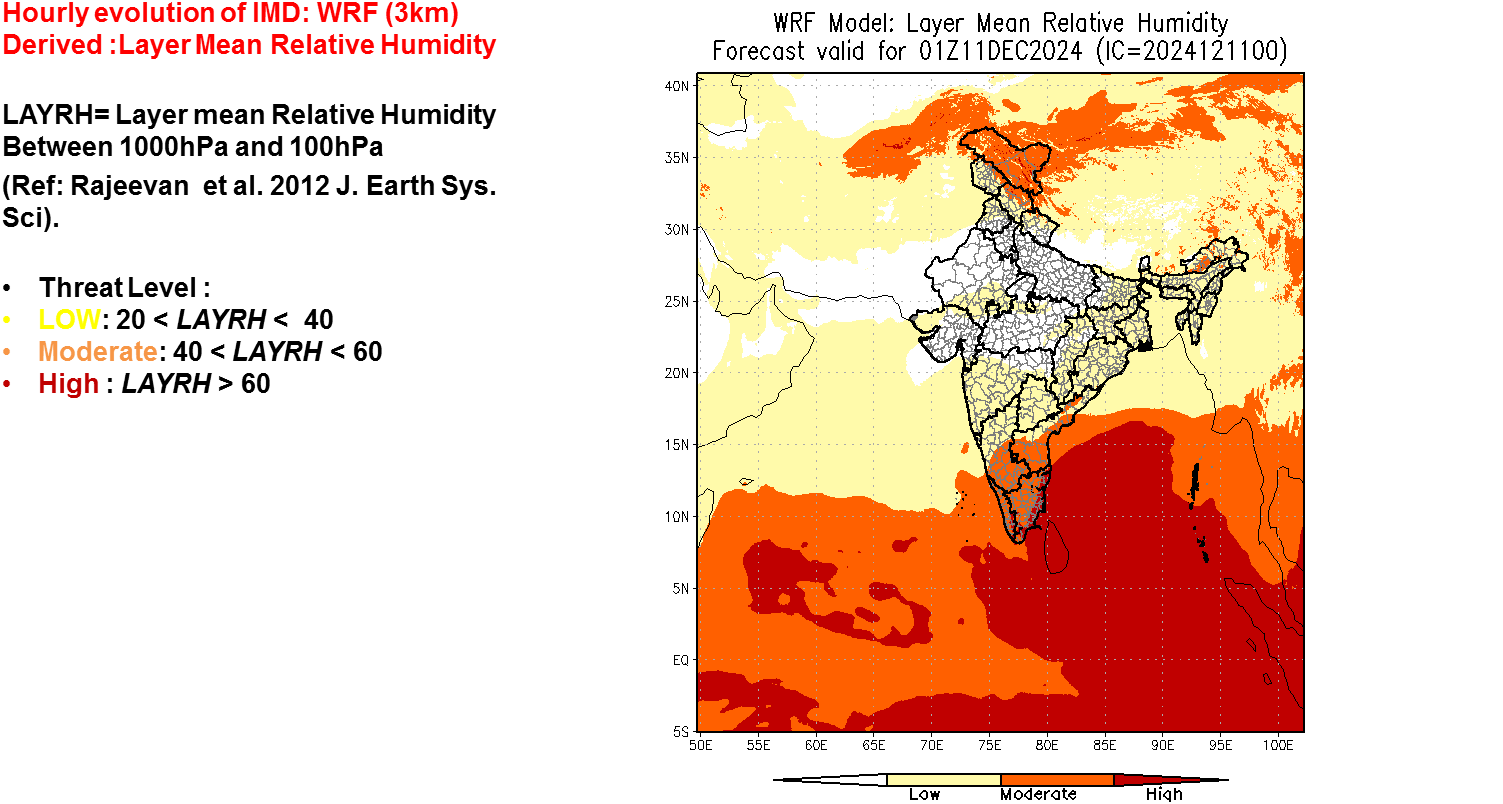 Hourly evolution of IMD: WRF (3km)
Derived :Layer Mean Relative Humidity
LAYRH= Layer mean Relative Humidity
Between 1000hPa and 100hPa
(Ref: Rajeevan et al. 2012 J. Earth Sys.
Sci).
• Threat Level :
• LOW: 20 < LAYRH < 40
• Moderate: 40 < LAYRH < 60
• High : LAYRH > 60
WRF Model: Layer Mean Relative Humidity
Forecast valid for 01Z11DEC2024 (IC=2024121100)
40N
35N
30N
25N
20N
15N
10N
5N
EQ
5S
50E 55E 60E 65E 70E 75E 80E 85E 90E 95E 100E
Low Moderate High